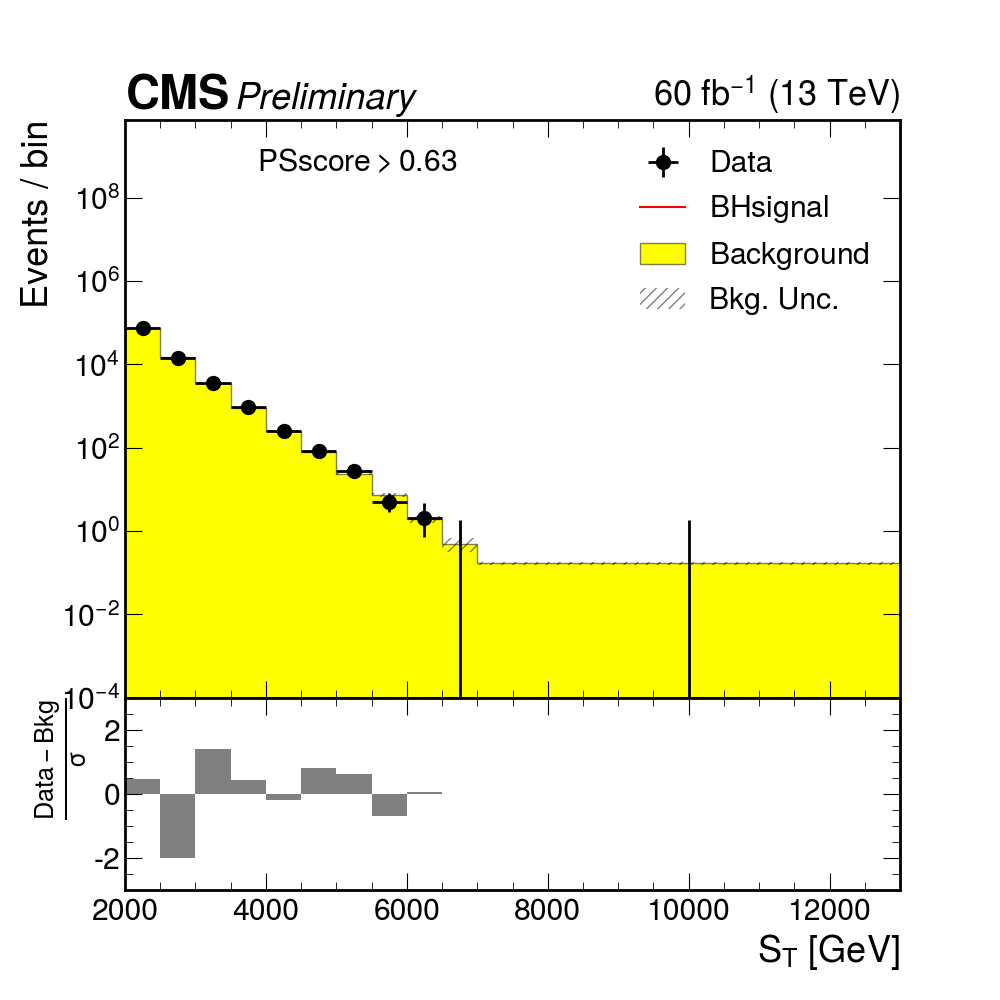 CMS Preliminary 60 fb⁻¹ (13 TeV)
Events / bin
PSscore > 0.63
Data
BHsignal
Background
Bkg. Unc.
10⁸
10⁶
10⁴
10²
10⁰
10⁻²
10⁻⁴
Data – Bkg
σ
2
0
-2
2000 4000 6000 8000 10000 12000
S_T [GeV]